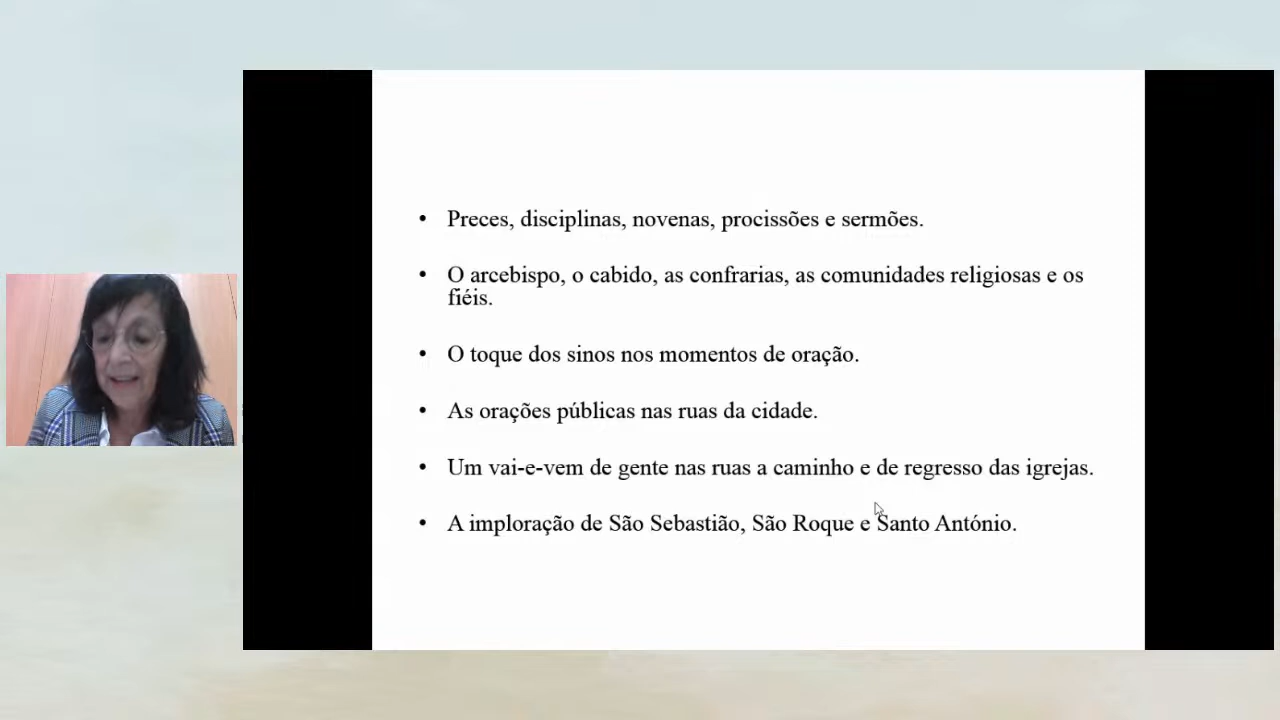 • Preces, disciplinas, novenas, procissões e sermões.
• O arcebispo, o cabido, as confrarias, as comunidades religiosas e os
fiéis.
• O toque dos sinos nos momentos de oração.
• As orações públicas nas ruas da cidade.
• Um vai-e-vem de gente nas ruas a caminho e de regresso das igrejas.
• A imploração de São Sebastião, São Roque e Santo António.